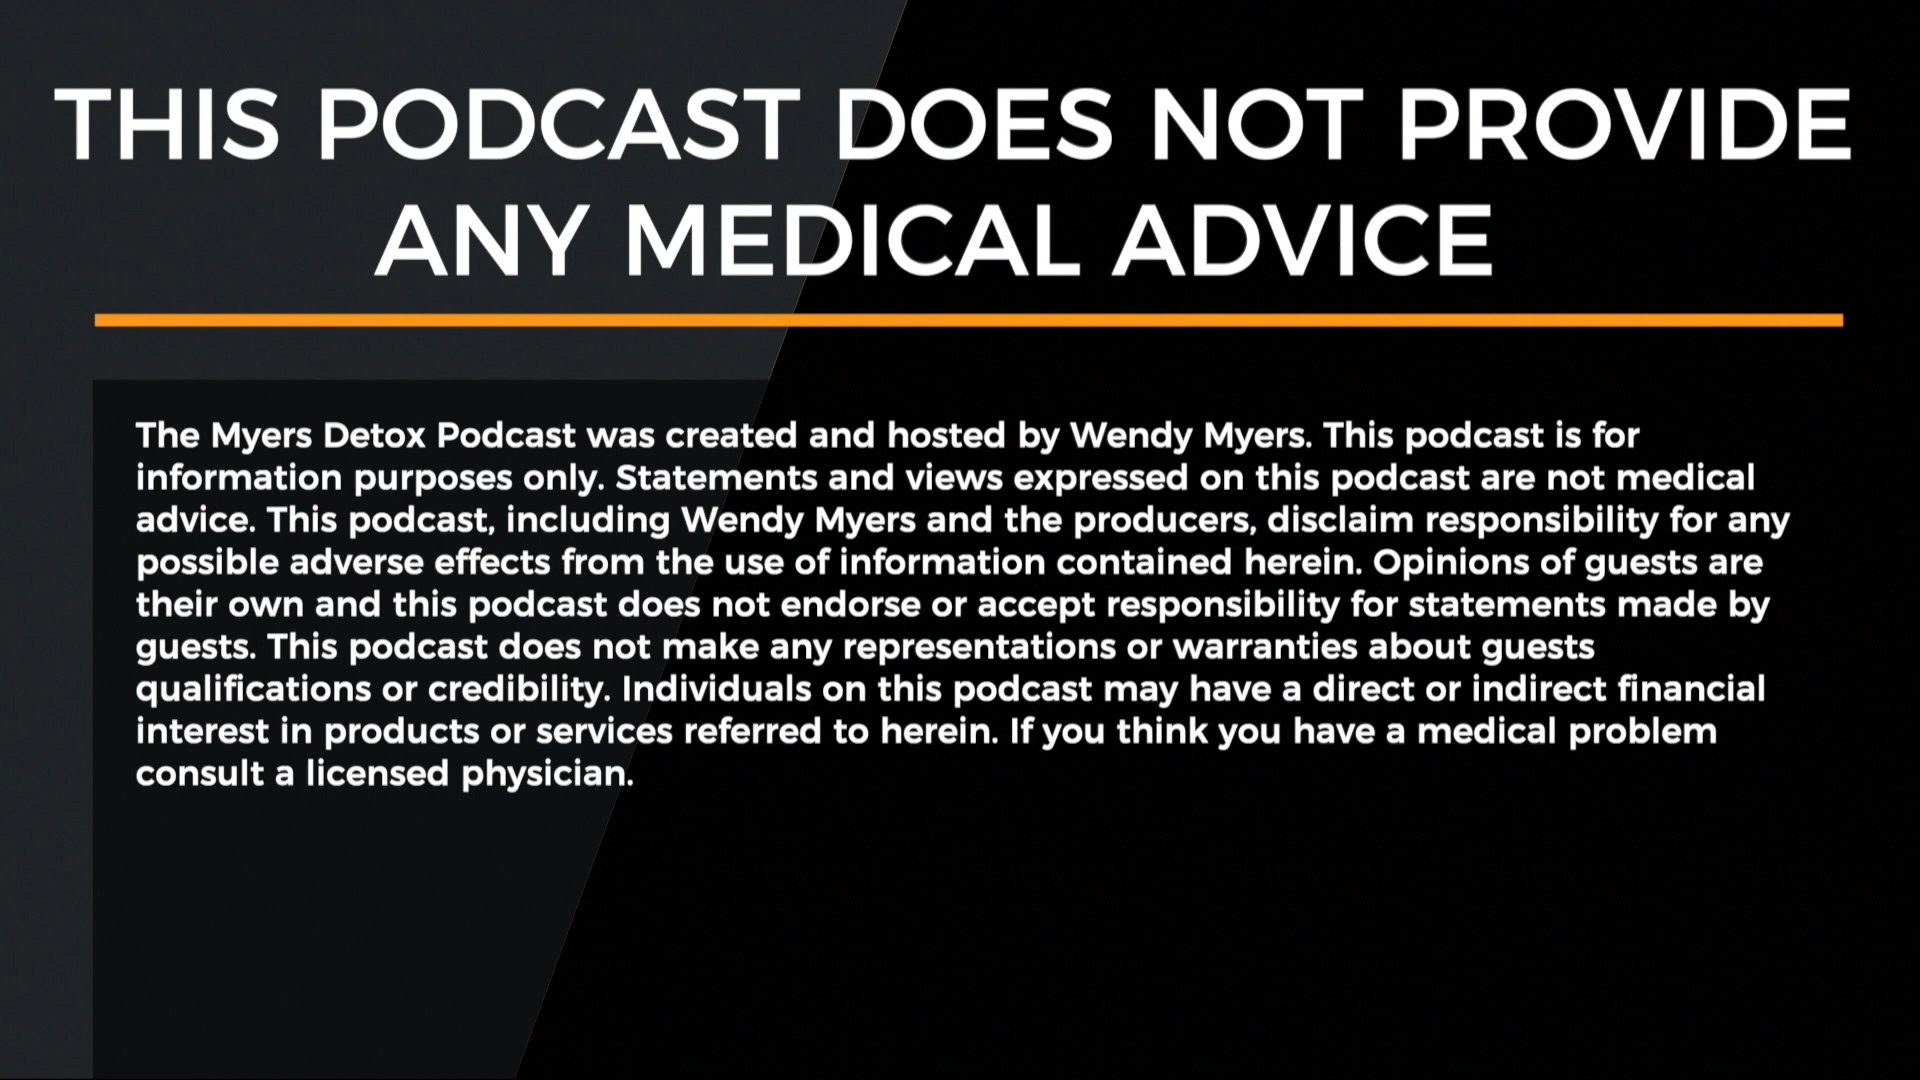 THIS PODCAST DOES NOT PROVIDE
ANY MEDICAL ADVICE
The Myers Detox Podcast was created and hosted by Wendy Myers. This podcast is for
information purposes only. Statements and views expressed on this podcast are not medical
advice. This podcast, including Wendy Myers and the producers, disclaim responsibility for any
possible adverse effects from the use of information contained herein. Opinions of guests are
their own and this podcast does not endorse or accept responsibility for statements made by
guests. This podcast does not make any representations or warranties about guests
qualifications or credibility. Individuals on this podcast may have a direct or indirect financial
interest in products or services referred to herein. If you think you have a medical problem
consult a licensed physician.